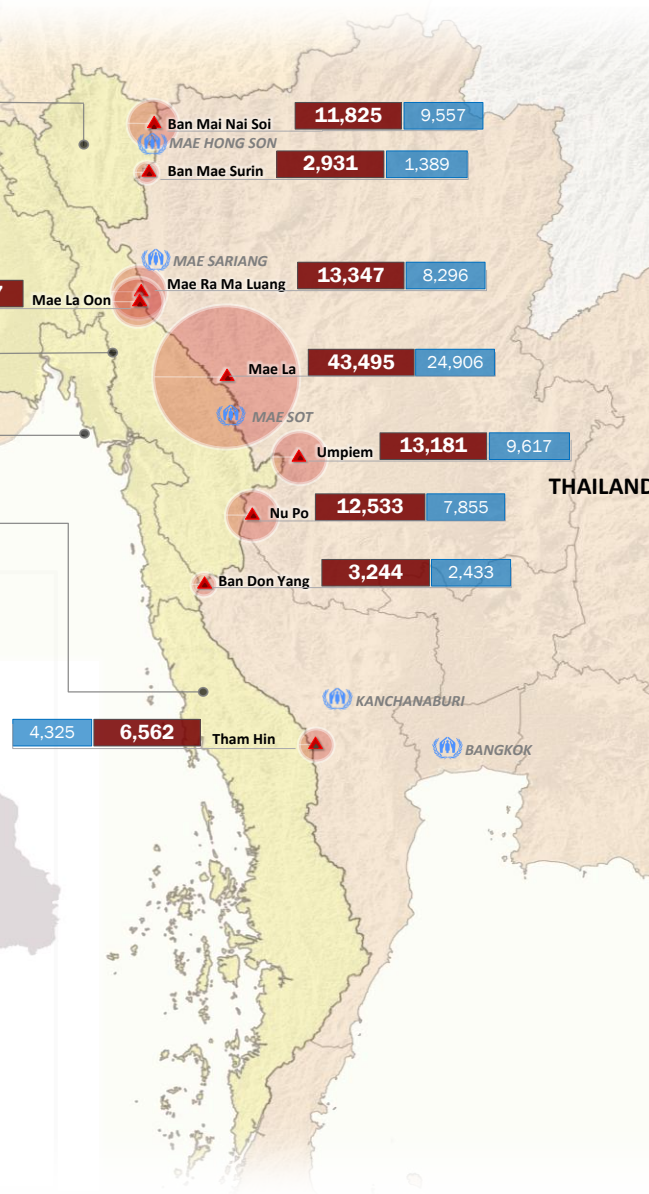 Ban Mai Nai Soi 11,825 9,557
MAE HONG SON
Ban Mae Surin 2,931 1,389
MAE SARIANG
Mae Ra Ma Luang 13,347 8,296
Mae La Oon
Mae La 43,495 24,906
MAE SOT
Umpiem 13,181 9,617
THAILAND
Nu Po 12,533 7,855
Ban Don Yang 3,244 2,433
KANCHANABURI
4,325 6,562 Tham Hin
BANGKOK